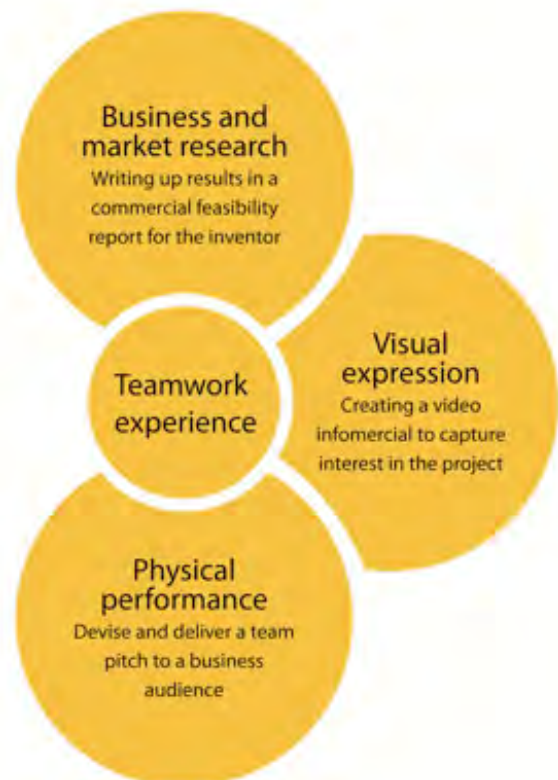 Business and
market research
Writing up results in a
commercial feasibility
report for the inventor
Visual
expression
Creating a video
infomercial to capture
interest in the project
Teamwork
experience
Physical
performance
Devise and deliver a team
pitch to a business
audience